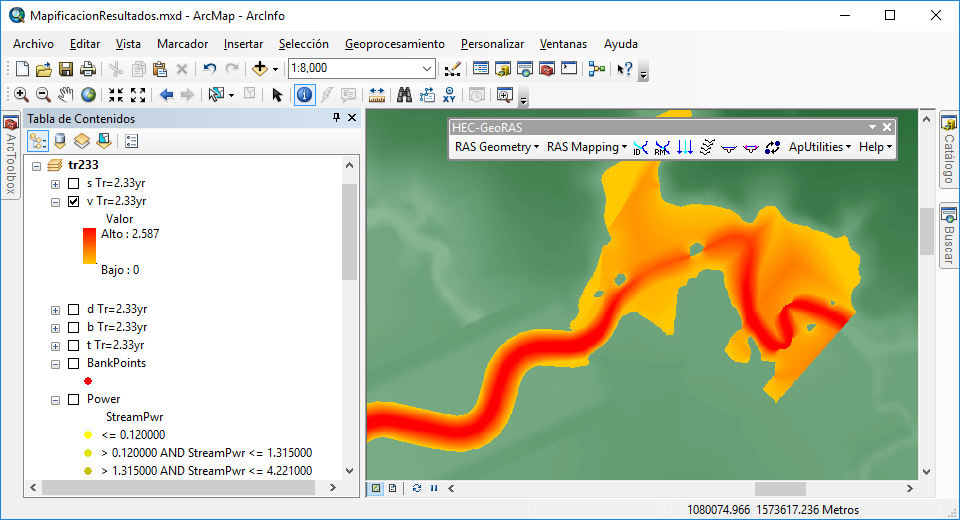 MapificacionResultados.mxd - ArcMap - ArcInfo
Archivo Editar Vista Marcador Insertar Selección Geoprocesamiento Personalizar Ventanas Ayuda
1:8,000
XY
Tabla de Contenidos
HEC-GeoRAS
RAS Geometry RAS Mapping ID RM ApUtilities Help
ArcToolbox
Catálogo
Buscar
tr233
s Tr=2.33yr
v Tr=2.33yr
Valor
Alto : 2.587
Bajo : 0
d Tr=2.33yr
b Tr=2.33yr
t Tr=2.33yr
BankPoints
Power
StreamPwr
<= 0.120000
> 0.120000 AND StreamPwr <= 1.315000
> 1.315000 AND StreamPwr <= 4.221000
1080074.966 1573617.236 Metros